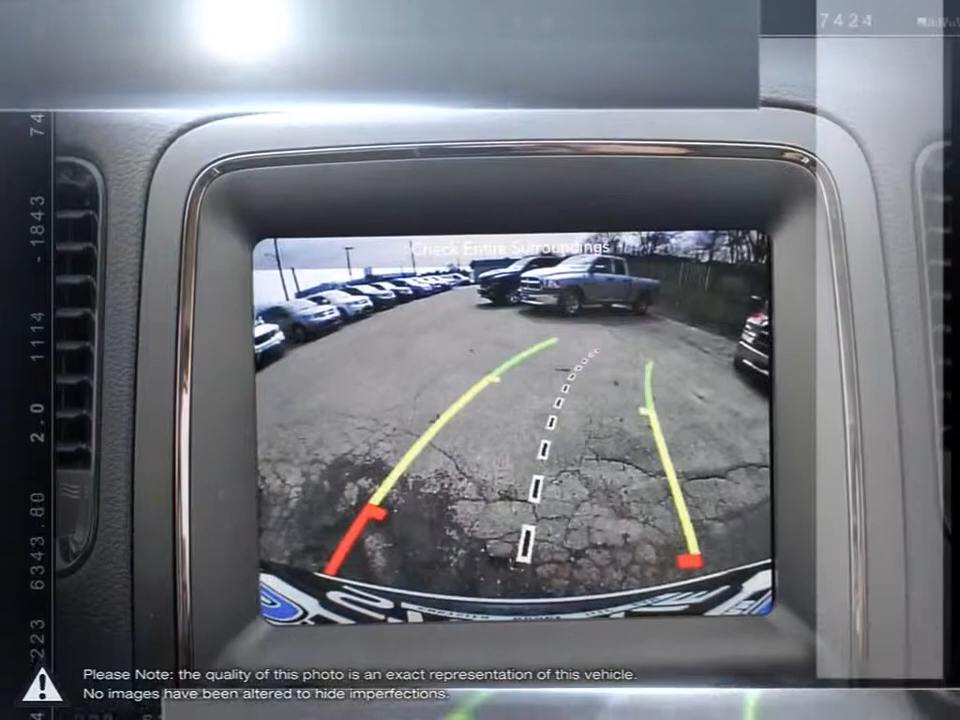 7424
Check Entire Surroundings
74
- 1843
1114
2.0
6343.80
223
Please Note: the quality of this photo is an exact representation of this vehicle.
No images have been altered to hide imperfections.